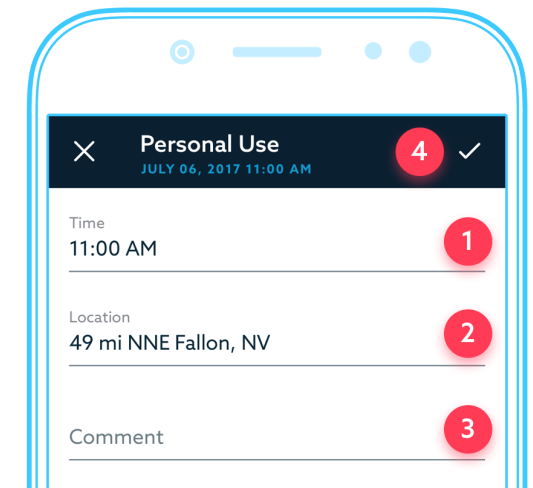 Personal Use
4
JULY 06, 2017 11:00 AM
Time
11:00 AM
1
Location
49 mi NNE Fallon, NV
2
Comment
3